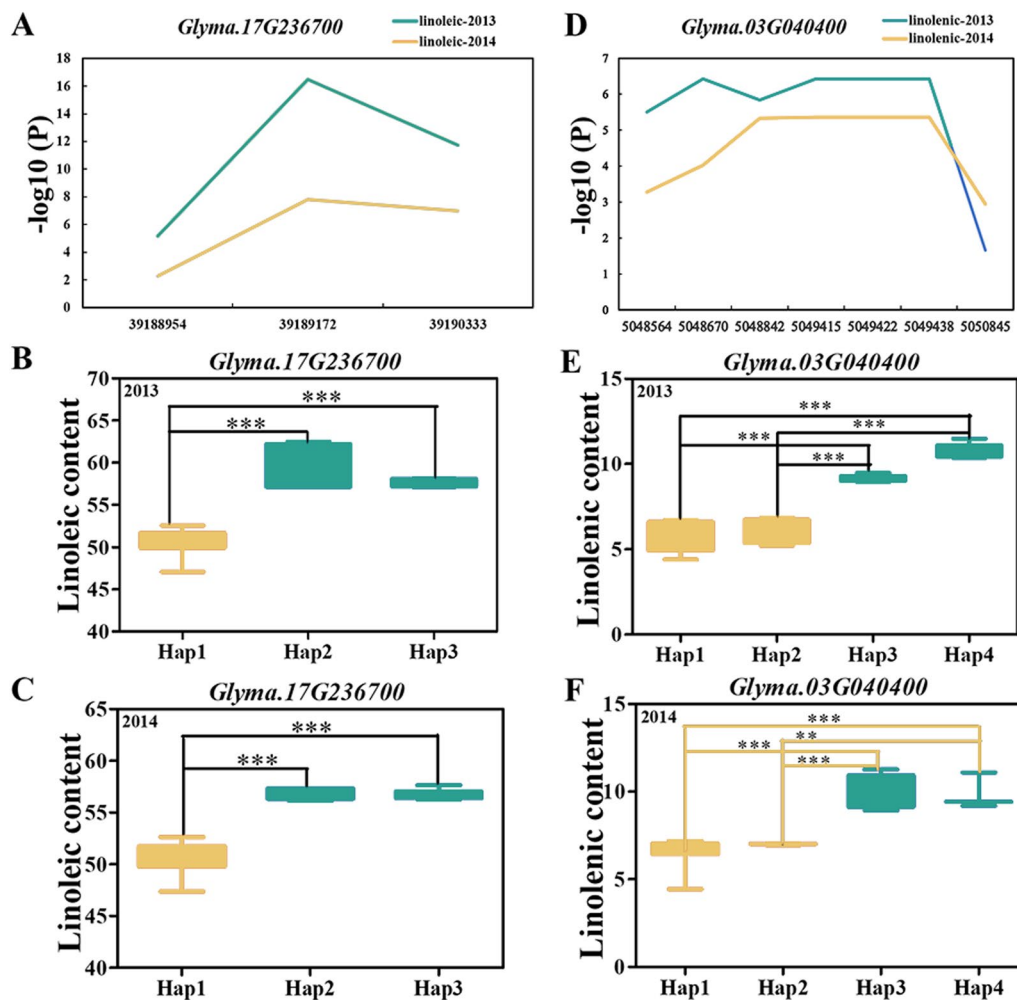 A
Glyma.17G236700
linoleic-2013
linoleic-2014
-log10 (P)
18
16
14
12
10
8
6
4
2
0
39188954 39189172 39190333
B
Glyma.17G236700
2013
Linoleic content
70
65
60
55
50
45
40
***
***
Hap1 Hap2 Hap3
C
Glyma.17G236700
2014
Linoleic content
65
60
55
50
45
40
***
***
Hap1 Hap2 Hap3
D
Glyma.03G040400
linolenic-2013
linolenic-2014
-log10 (P)
7
6
5
4
3
2
1
0
5048564 5048670 5048842 5049415 5049422 5049438 5050845
E
Glyma.03G040400
2013
Linolenic content
15
10
5
0
***
***
***
***
Hap1 Hap2 Hap3 Hap4
F
Glyma.03G040400
2014
Linolenic content
15
10
5
0
***
**
***
***
Hap1 Hap2 Hap3 Hap4